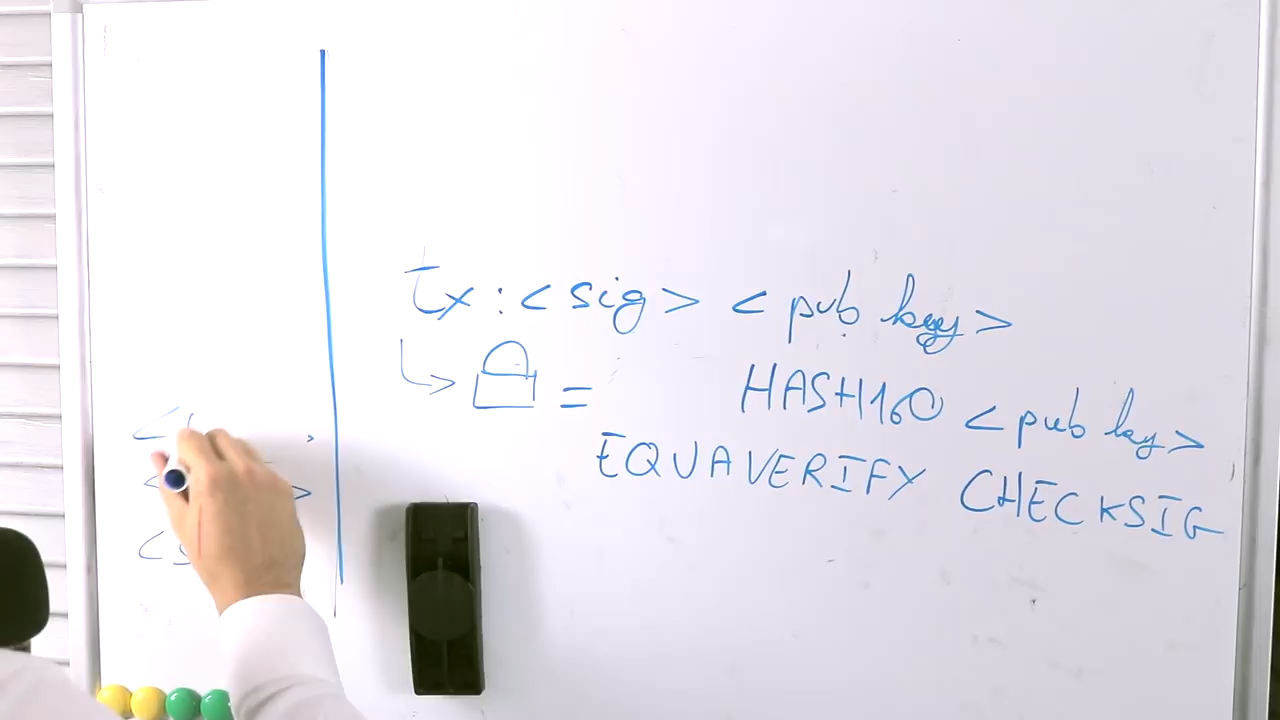 tx : <sig> <pub key>
= HASH160 <pub key>
EQUAVERIFY CHECKSIG